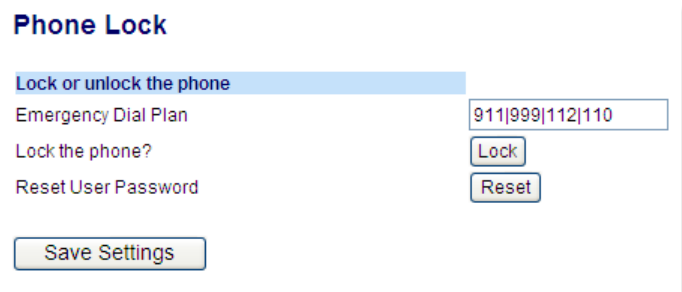 Phone Lock
Lock or unlock the phone
Emergency Dial Plan 911|999|112|110
Lock the phone? Lock
Reset User Password Reset
Save Settings